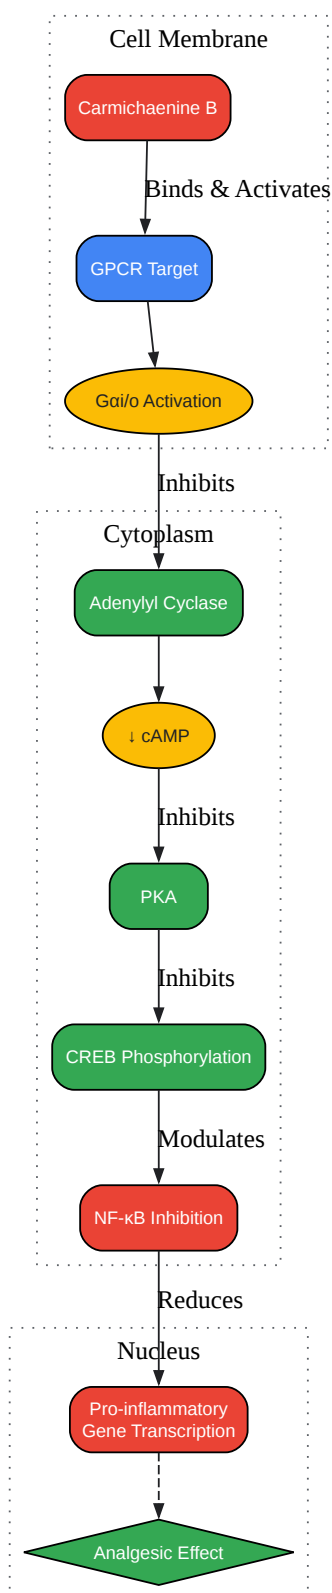 Cell Membrane
Carmichaenine B
Binds & Activates
GPCR Target
Gαi/o Activation
Inhibits
Cytoplasm
Adenylyl Cyclase
↓ cAMP
Inhibits
PKA
Inhibits
CREB Phosphorylation
Modulates
NF-κB Inhibition
Reduces
Nucleus
Pro-inflammatory
Gene Transcription
Analgesic Effect